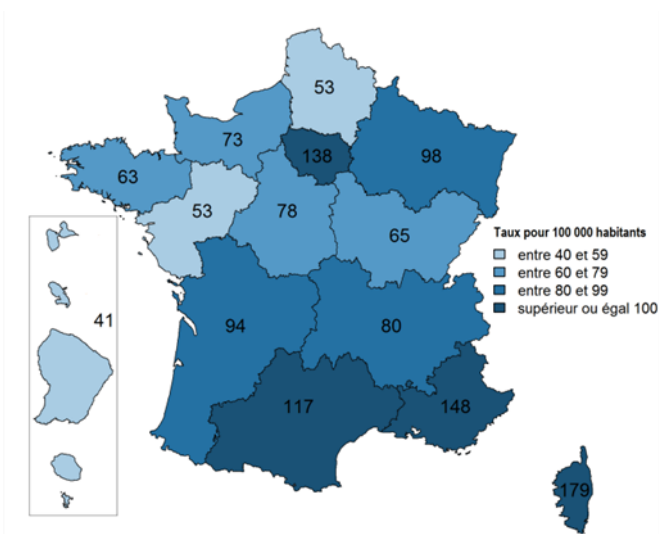 53
73
138
98
63
53
78
65
Taux pour 100 000 habitants
entre 40 et 59
entre 60 et 79
entre 80 et 99
supérieur ou égal 100
41
94
80
117
148
179